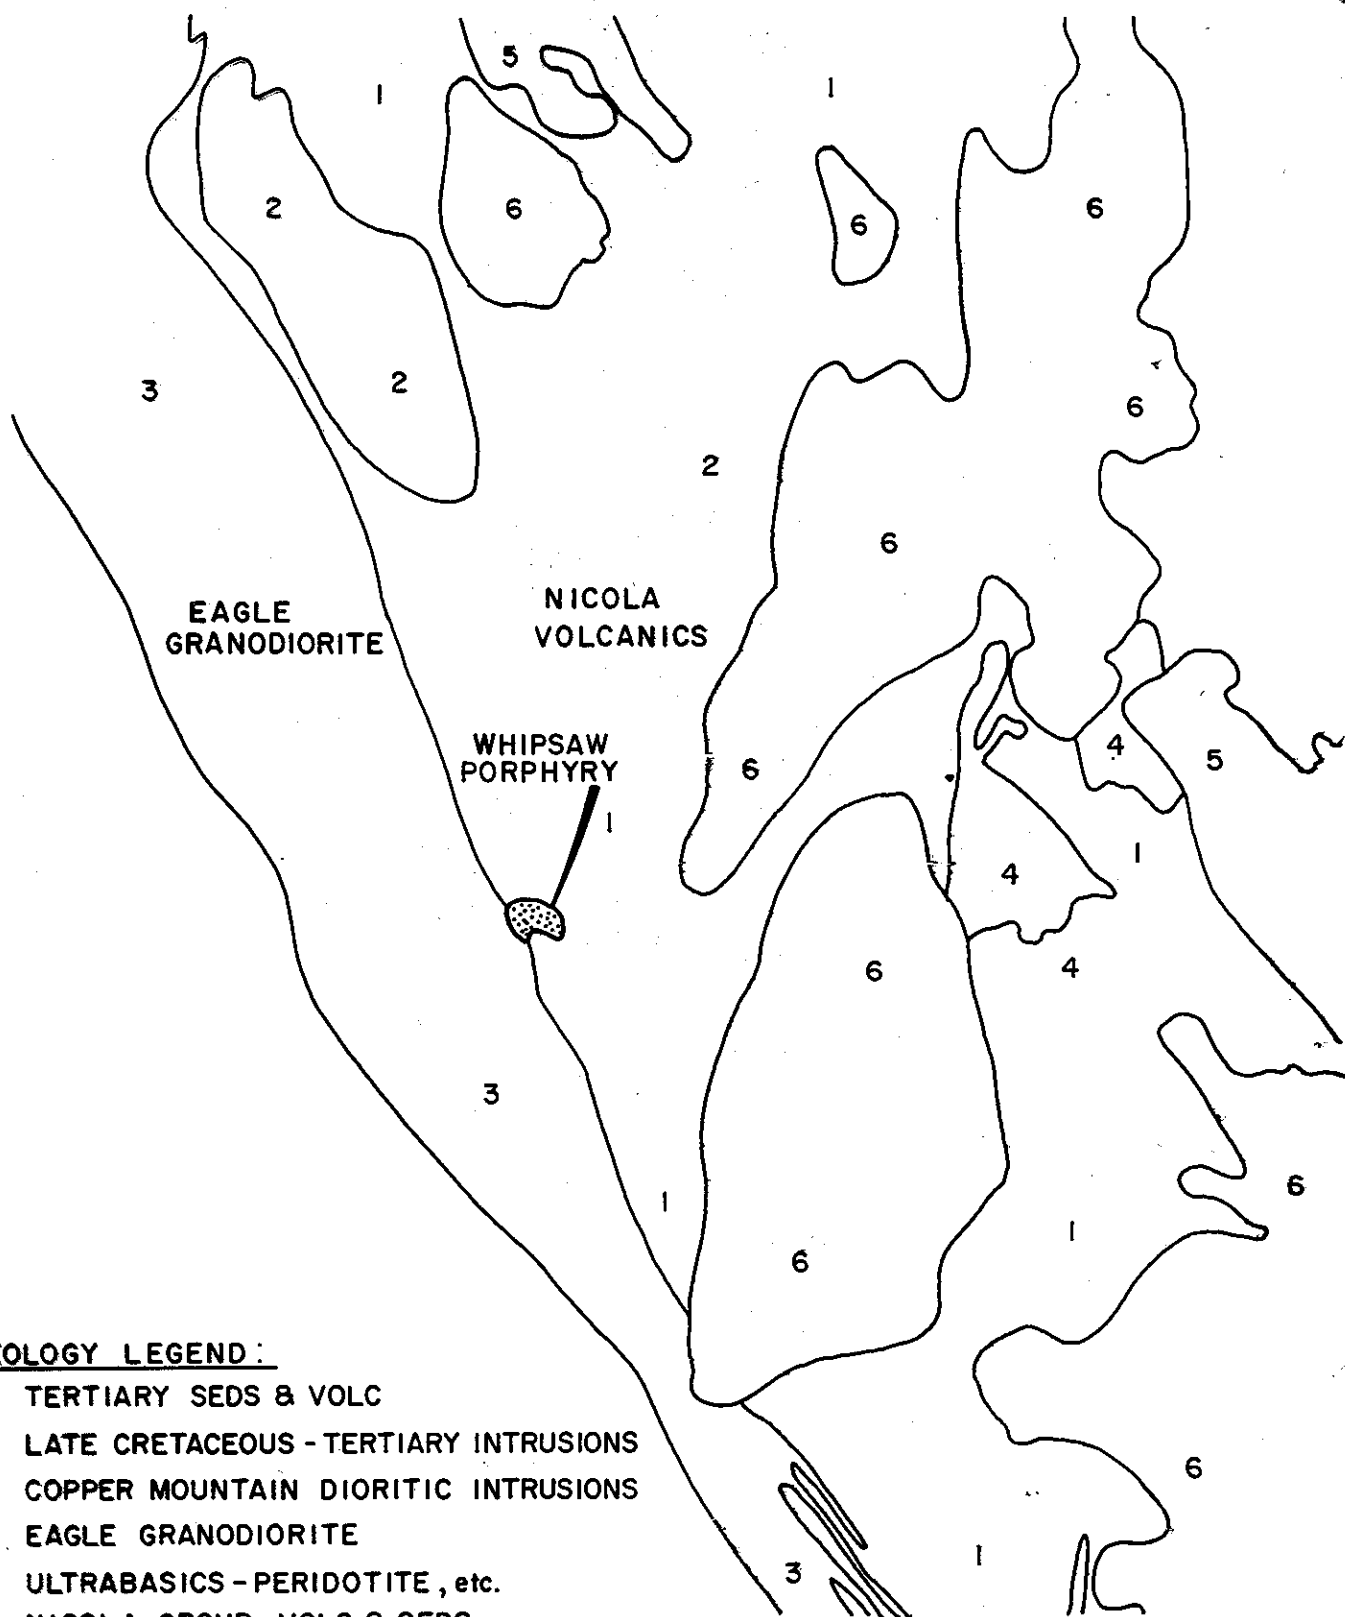 5
1
1
2
6
6
6
3
2
6
2
6
EAGLE
GRANODIORITE
NICOLA
VOLCANICS
WHIPSAW
PORPHYRY
6
4
5
1
1
4
6
4
3
1
6
1
6
OLOGY LEGEND:
TERTIARY SEDS & VOLC
LATE CRETACEOUS - TERTIARY INTRUSIONS
6
COPPER MOUNTAIN DIORITIC INTRUSIONS
EAGLE GRANODIORITE
1
3
ULTRABASICS - PERIDOTITE, etc.